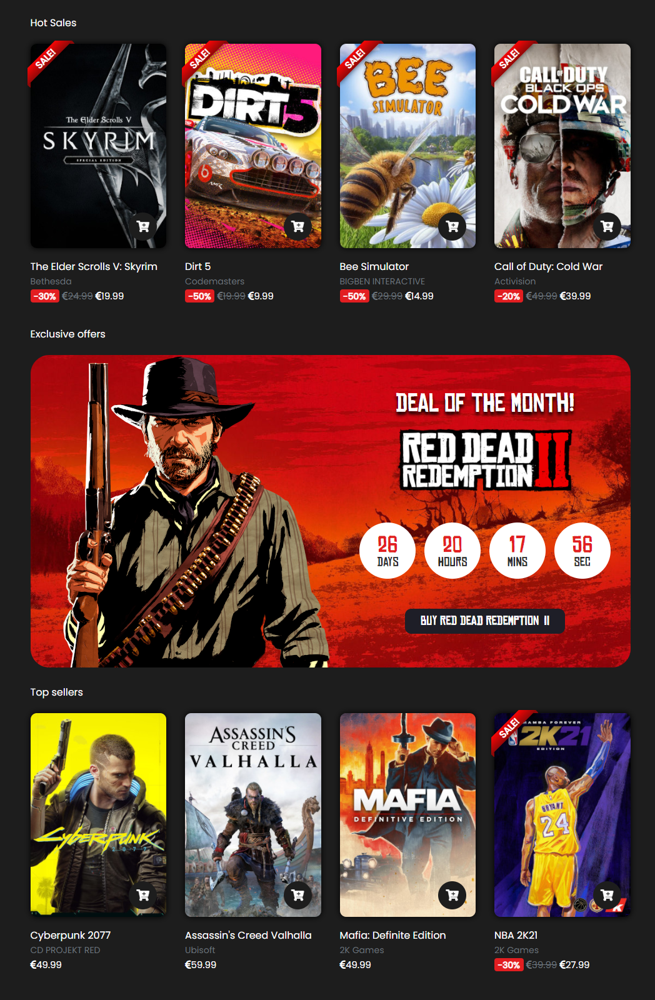 Hot Sales
SALE!
The Elder Scrolls V
SKYRIM
SPECIAL EDITION
SALE!
DIRT 5
AMR
SALE!
BEE
SIMULATOR
SALE!
CALL OF DUTY
BLACK OPS
COLD WAR
The Elder Scrolls V: Skyrim
Bethesda
-30% €24.99 €19.99
Dirt 5
Codemasters
-50% €19.99 €9.99
Bee Simulator
BIGBEN INTERACTIVE
-50% €29.99 €14.99
Call of Duty: Cold War
Activision
-20% €49.99 €39.99
Exclusive offers
DEAL OF THE MONTH!
RED DEAD
REDEMPTION II
26
DAYS
20
HOURS
17
MINS
56
SEC
BUY RED DEAD REDEMPTION II
Top sellers
Cyberpunk
2077
ASSASSIN'S
CREED
VALHALLA
MAFIA
DEFINITIVE EDITION
SALE!
MAMBA FOREVER
2K21
EDITION
BRYANT
24
Cyberpunk 2077
CD PROJEKT RED
€49.99
Assassin's Creed Valhalla
Ubisoft
€59.99
Mafia: Definite Edition
2K Games
€49.99
NBA 2K21
2K Games
-30% €39.99 €27.99